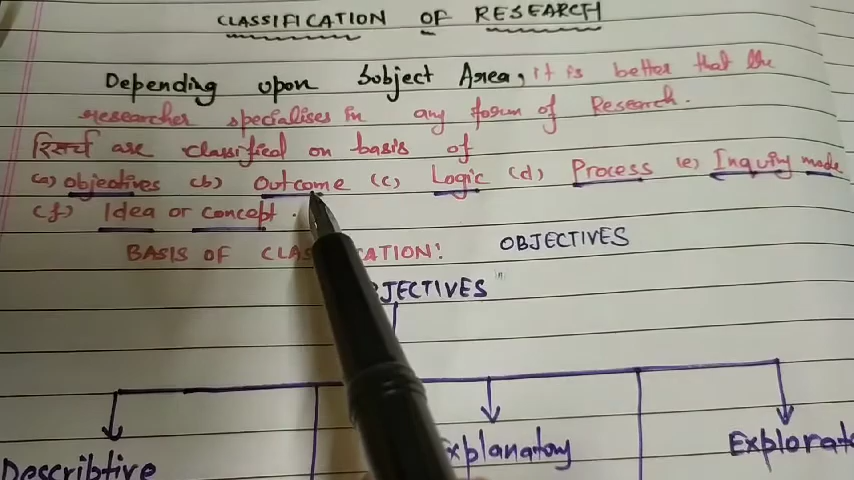 CLASSIFICATION OF RESEARCH
Depending upon Subject Area, it is better that the
researcher specialises in any form of Research.
रिसर्च are classified on basis of
(a) objectives (b) Outcome (c) Logic (d) Process (e) Inquiry mode
(f) Idea or concept.
BASIS OF CLAS ATION: OBJECTIVES
JECTIVES"
Descriptive xplanatory Explorat